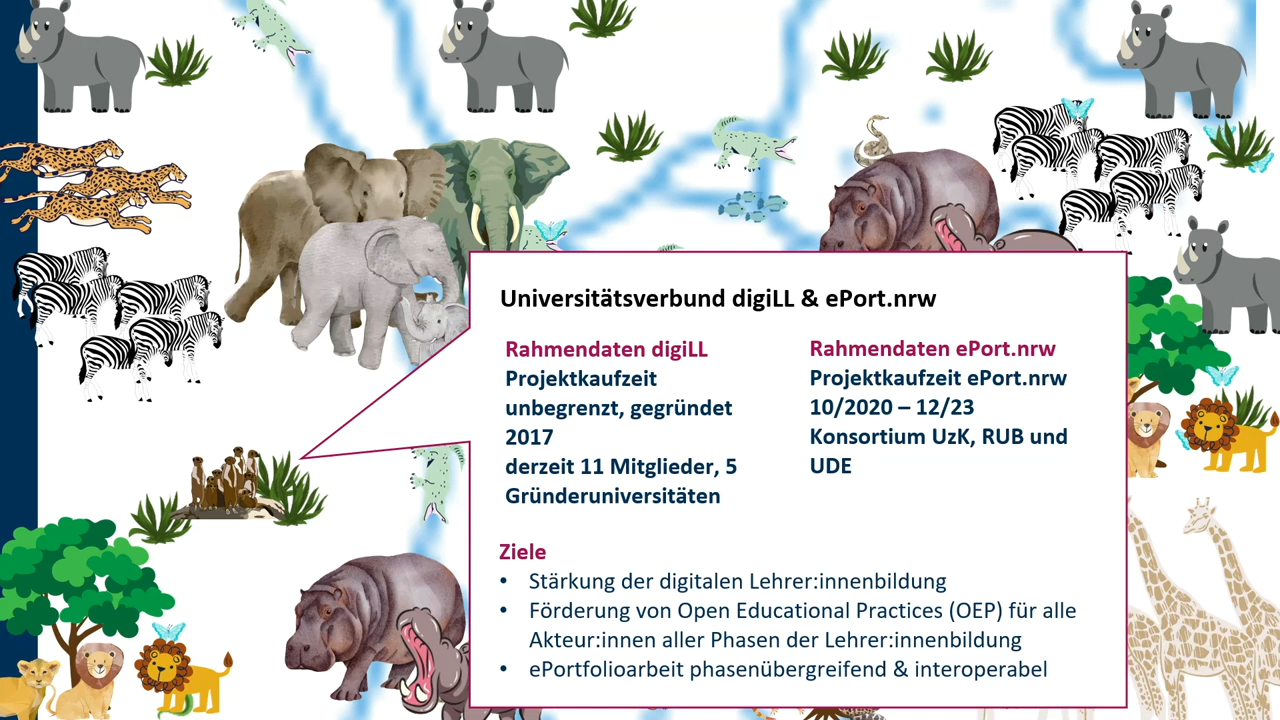 Universitätsverbund digiLL & ePort.nrw
Rahmendaten digiLL
Projektkaufzeit
unbegrenzt, gegründet
2017
derzeit 11 Mitglieder, 5
Gründeruniversitäten
Rahmendaten ePort.nrw
Projektkaufzeit ePort.nrw
10/2020 – 12/23
Konsortium UzK, RUB und
UDE
Ziele
• Stärkung der digitalen Lehrer:innenbildung
• Förderung von Open Educational Practices (OEP) für alle
Akteur:innen aller Phasen der Lehrer:innenbildung
• ePortfolioarbeit phasenübergreifend & interoperabel